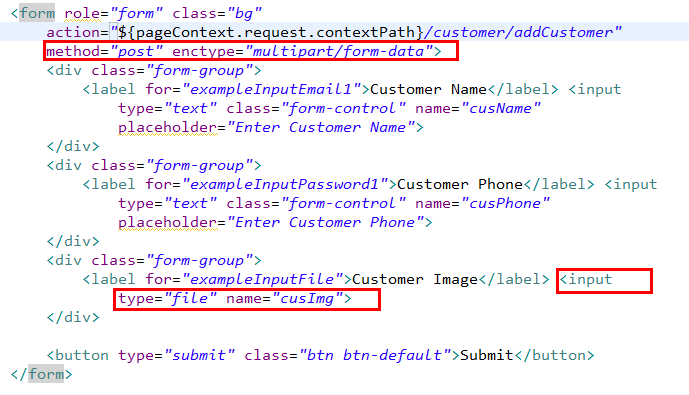 <form role="form" class="bg"
action="${pageContext.request.contextPath}/customer/addCustomer"
method="post" enctype="multipart/form-data">
<div class="form-group">
<label for="exampleInputEmail1">Customer Name</label> <input
type="text" class="form-control" name="cusName"
placeholder="Enter Customer Name">
</div>
<div class="form-group">
<label for="exampleInputPassword1">Customer Phone</label> <input
type="text" class="form-control" name="cusPhone"
placeholder="Enter Customer Phone">
</div>
<div class="form-group">
<label for="exampleInputFile">Customer Image</label> <input
type="file" name="cusImg">
</div>
<button type="submit" class="btn btn-default">Submit</button>
</form>